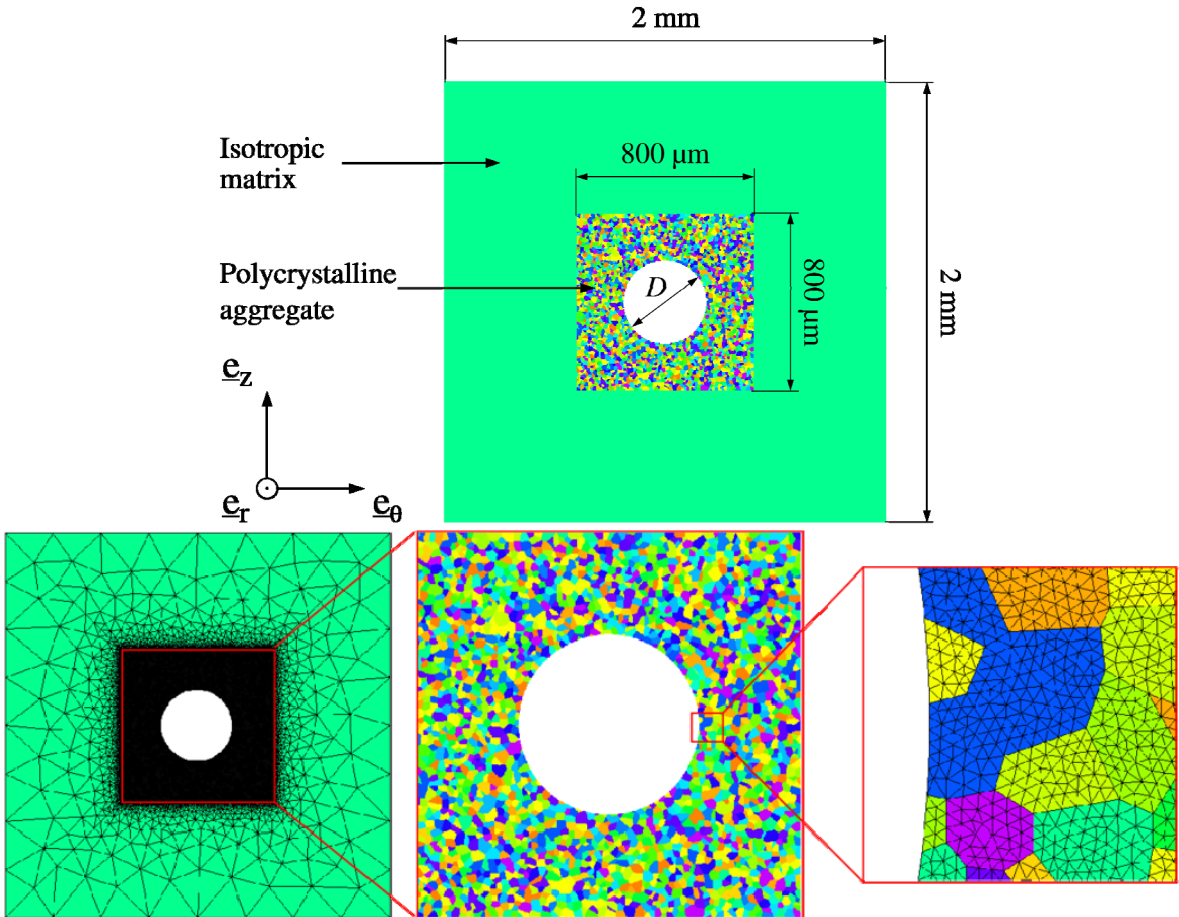 2 mm
Isotropic
matrix
800 μm
Polycrystalline
aggregate
D
800 μm
2 mm
e_z
e_r
e_θ